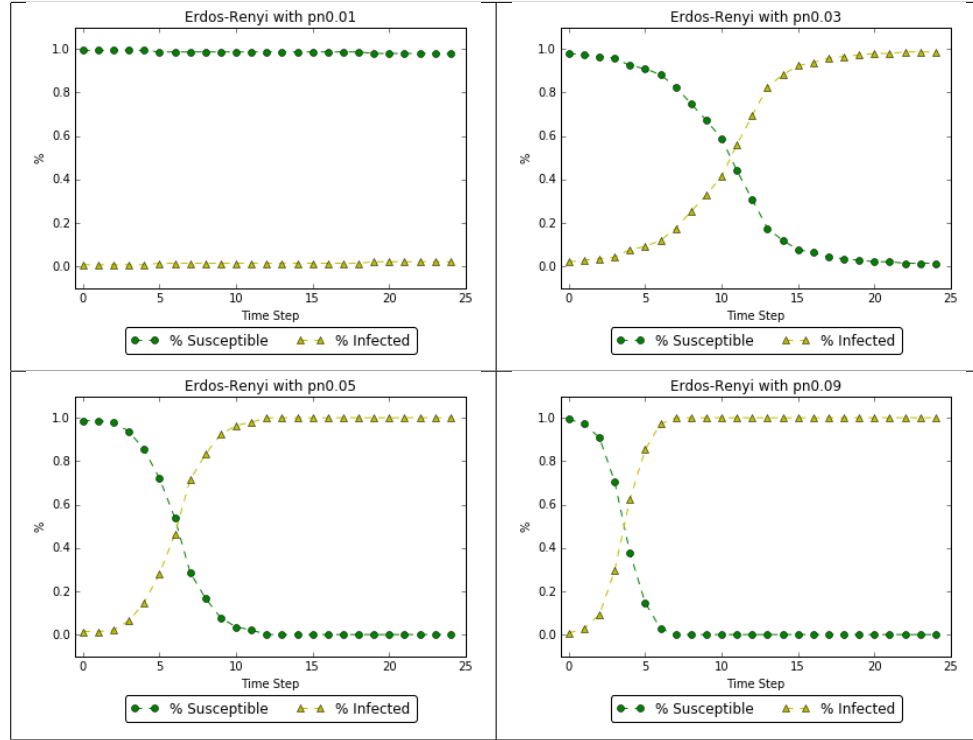 Erdos-Renyi with pn0.01
1.0
0.8
0.6
0.4
0.2
0.0
%
0 5 10 15 20 25
Time Step
% Susceptible % Infected
Erdos-Renyi with pn0.03
1.0
0.8
0.6
0.4
0.2
0.0
%
0 5 10 15 20 25
Time Step
% Susceptible % Infected
Erdos-Renyi with pn0.05
1.0
0.8
0.6
0.4
0.2
0.0
%
0 5 10 15 20 25
Time Step
% Susceptible % Infected
Erdos-Renyi with pn0.09
1.0
0.8
0.6
0.4
0.2
0.0
%
0 5 10 15 20 25
Time Step
% Susceptible % Infected